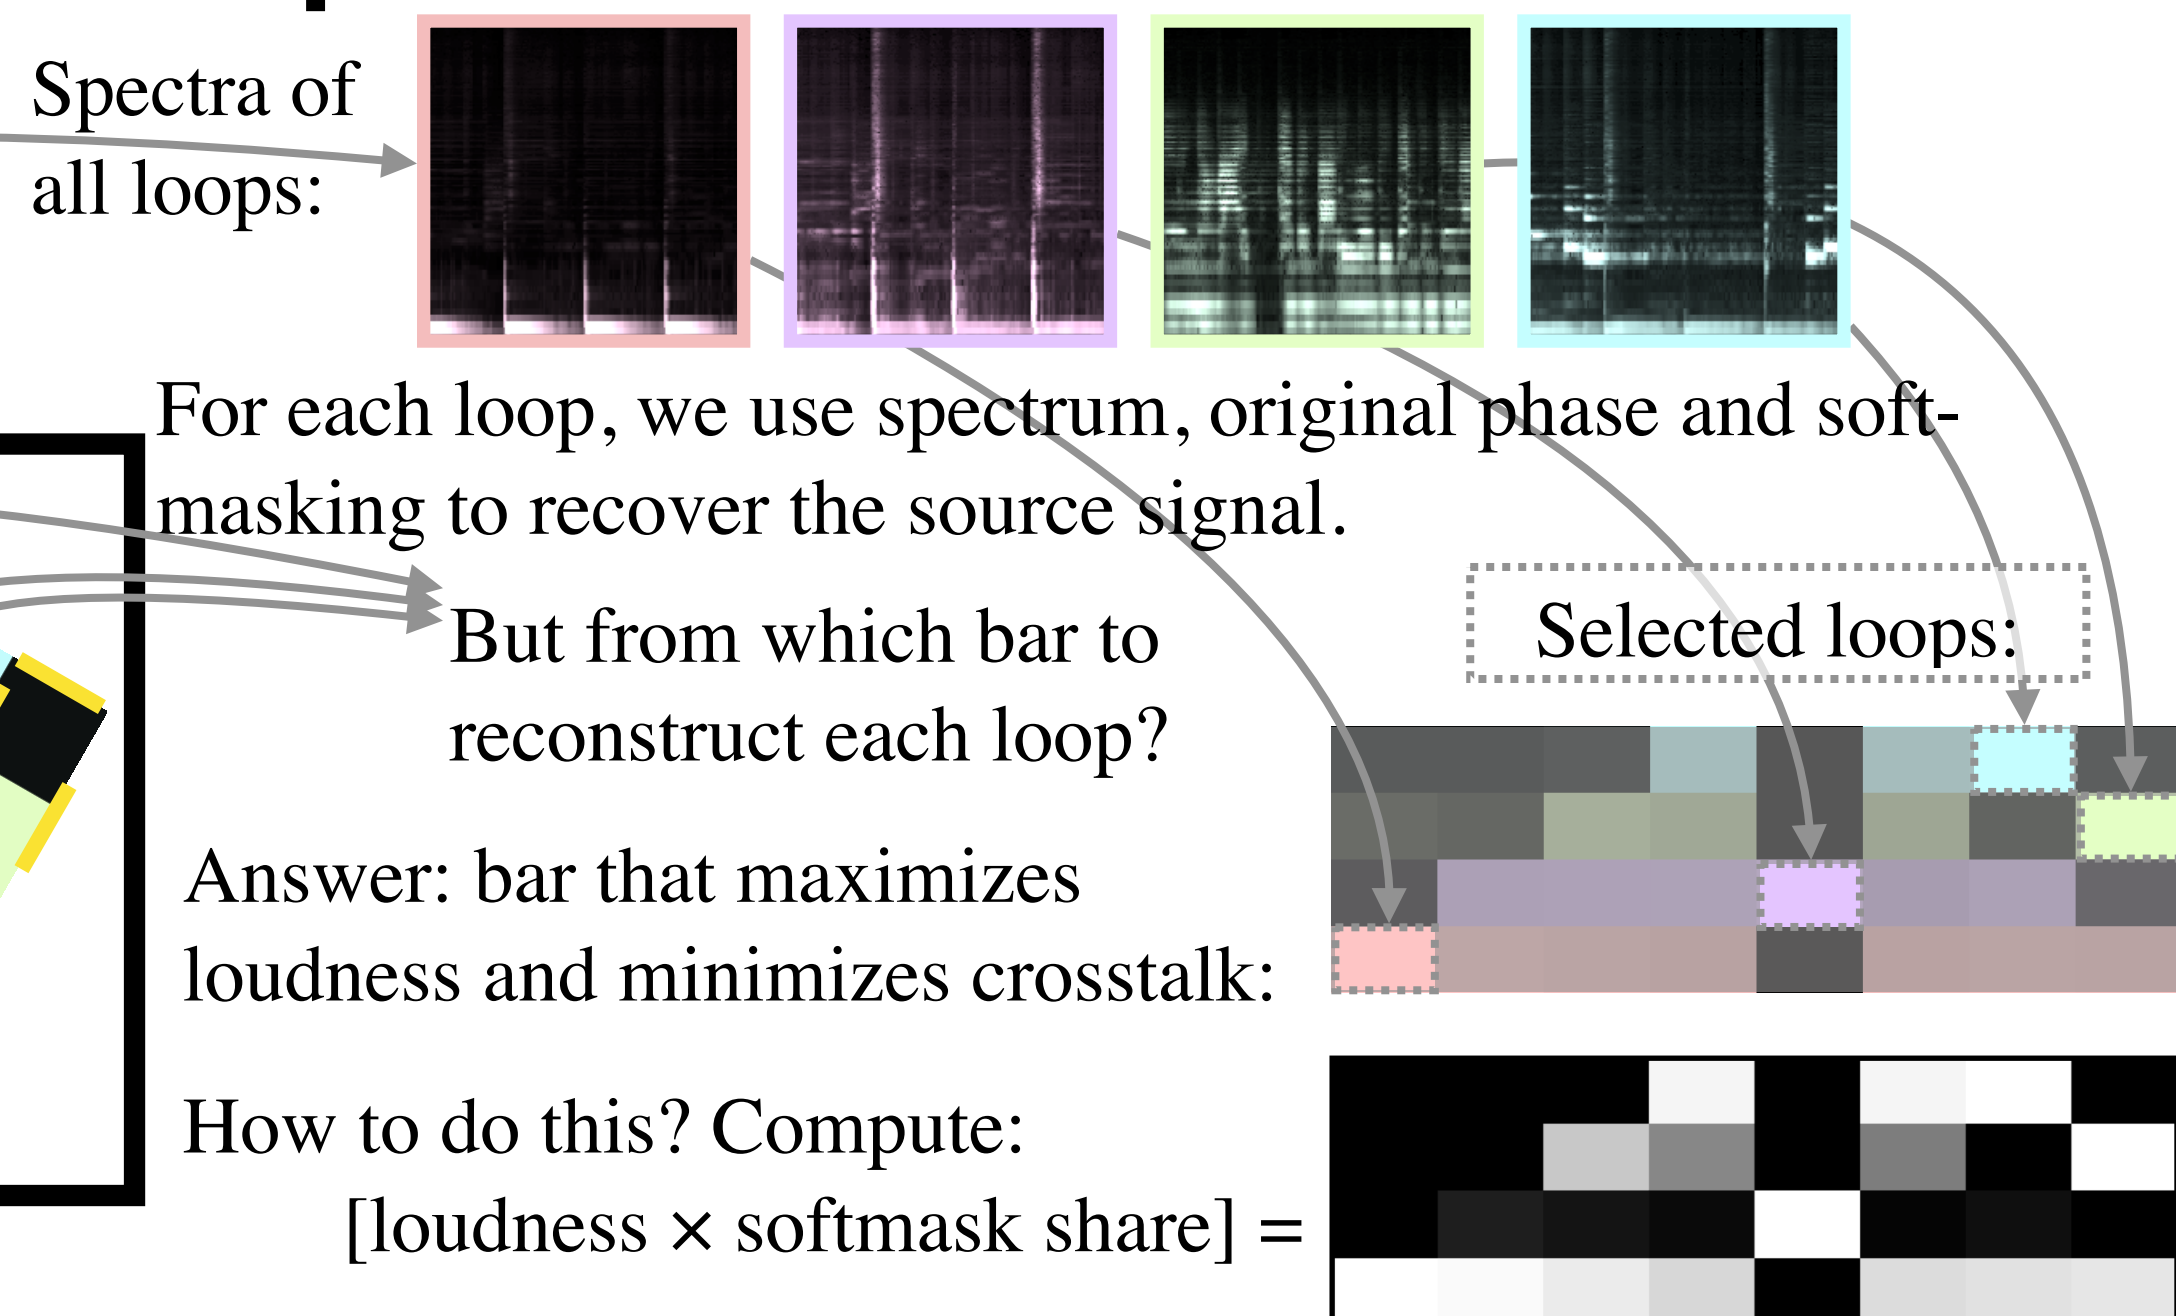 Spectra of
all loops:
For each loop, we use spectrum, original phase and soft-
masking to recover the source signal.
But from which bar to
reconstruct each loop?
Selected loops:
Answer: bar that maximizes
loudness and minimizes crosstalk:
How to do this? Compute:
[loudness × softmask share] =